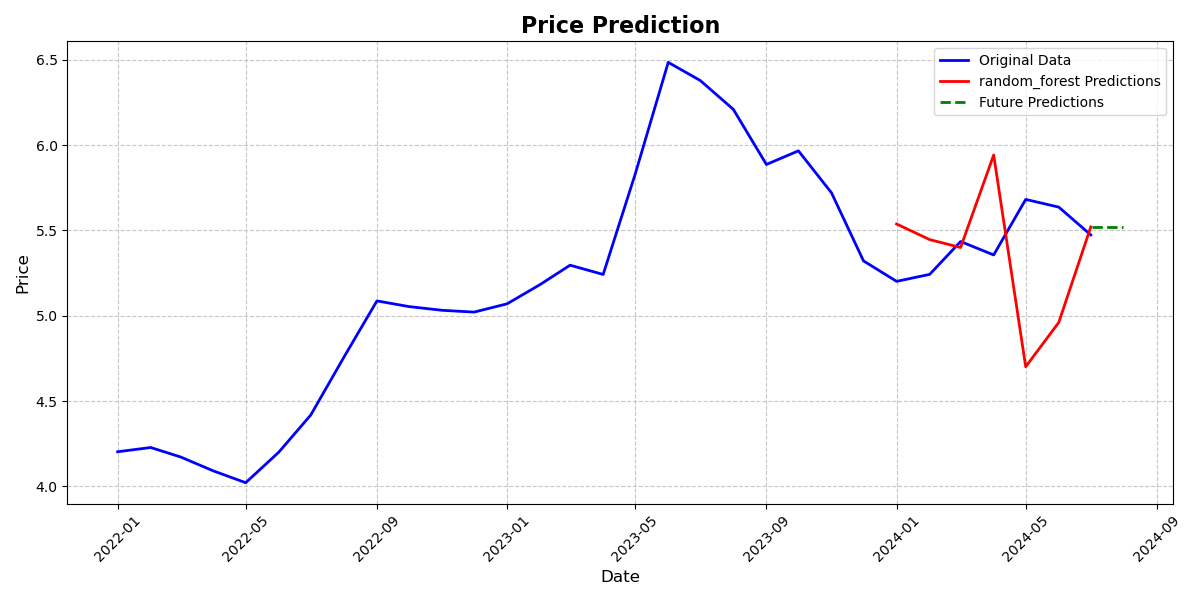 Price Prediction
Original Data
random_forest Predictions
Future Predictions
Price
6.5
6.0
5.5
5.0
4.5
4.0
2022-01
2022-05
2022-09
2023-01
2023-05
2023-09
2024-01
2024-05
2024-09
Date